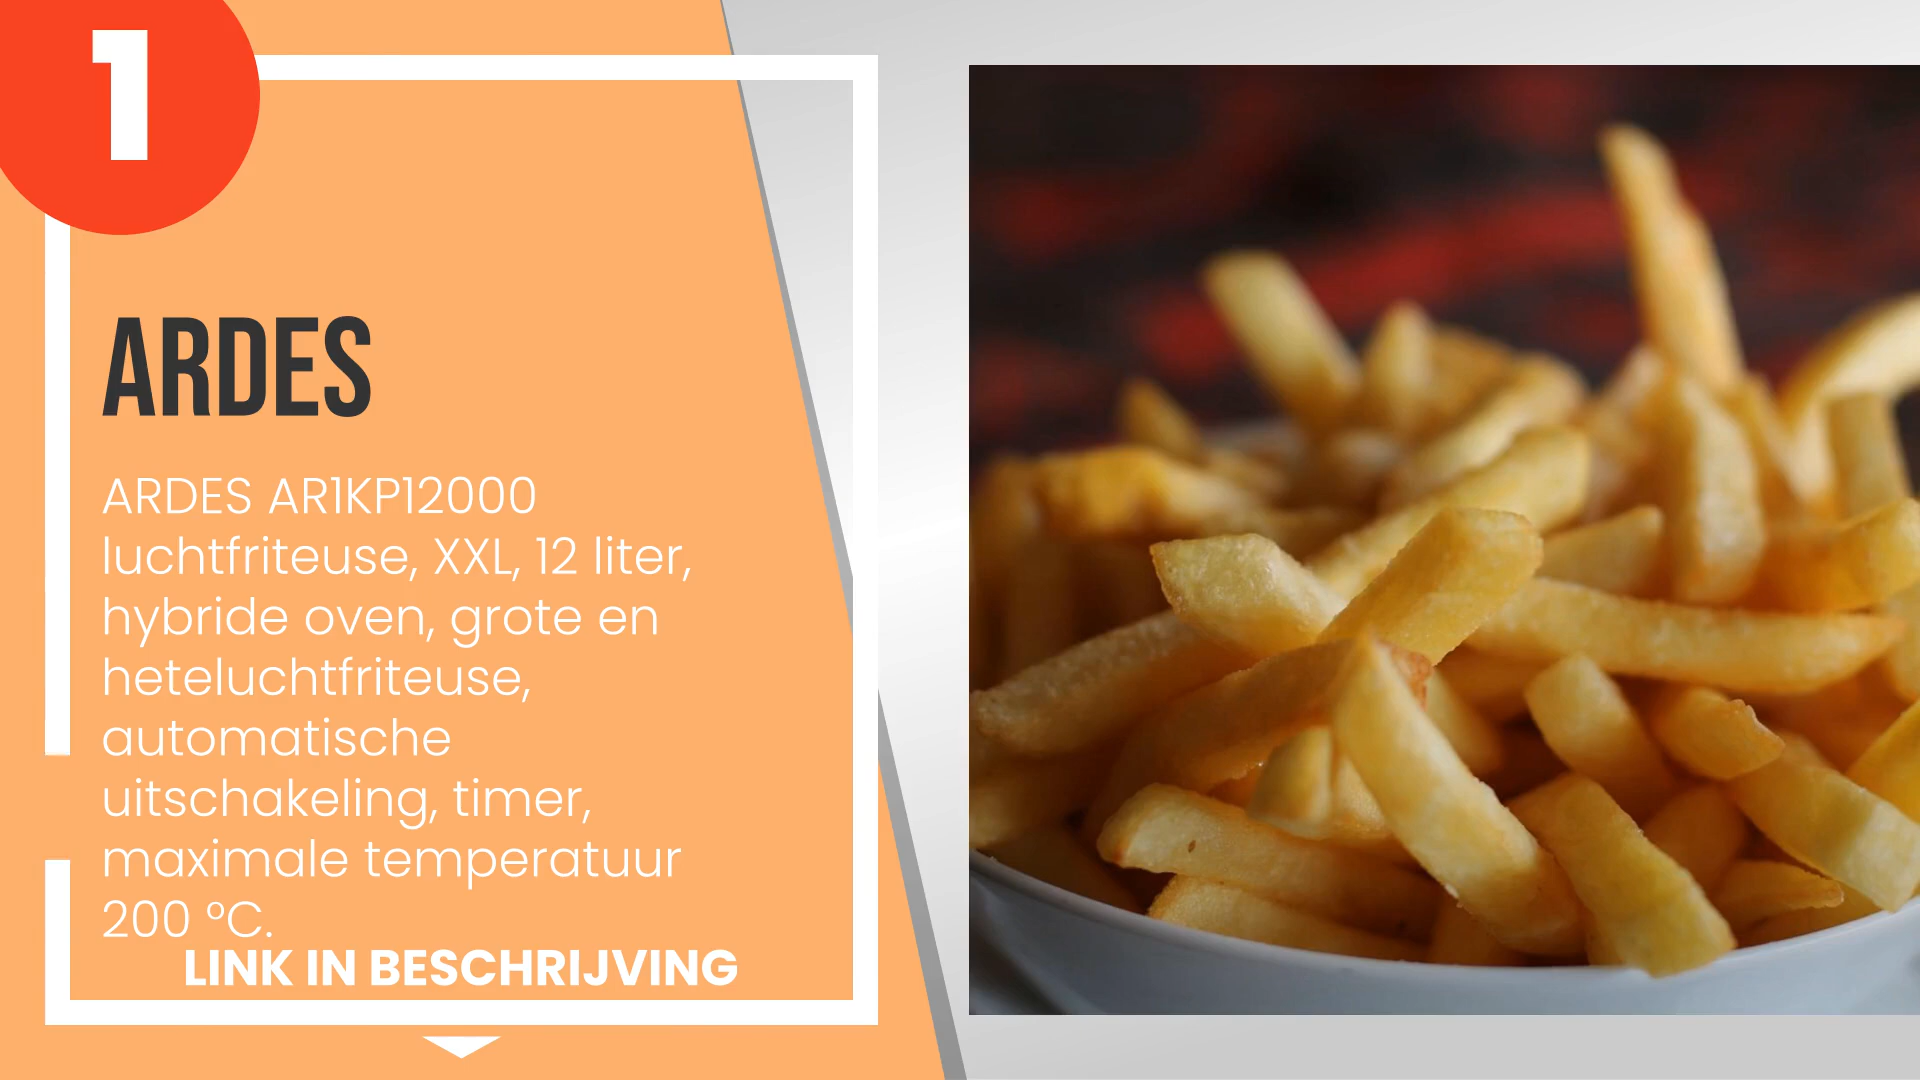 1
ARDES
ARDES AR1KP12000
luchtfriteuse, XXL, 12 liter,
hybride oven, grote en
heteluchtfriteuse,
automatische
uitschakeling, timer,
maximale temperatuur
200 °C.
LINK IN BESCHRIJVING